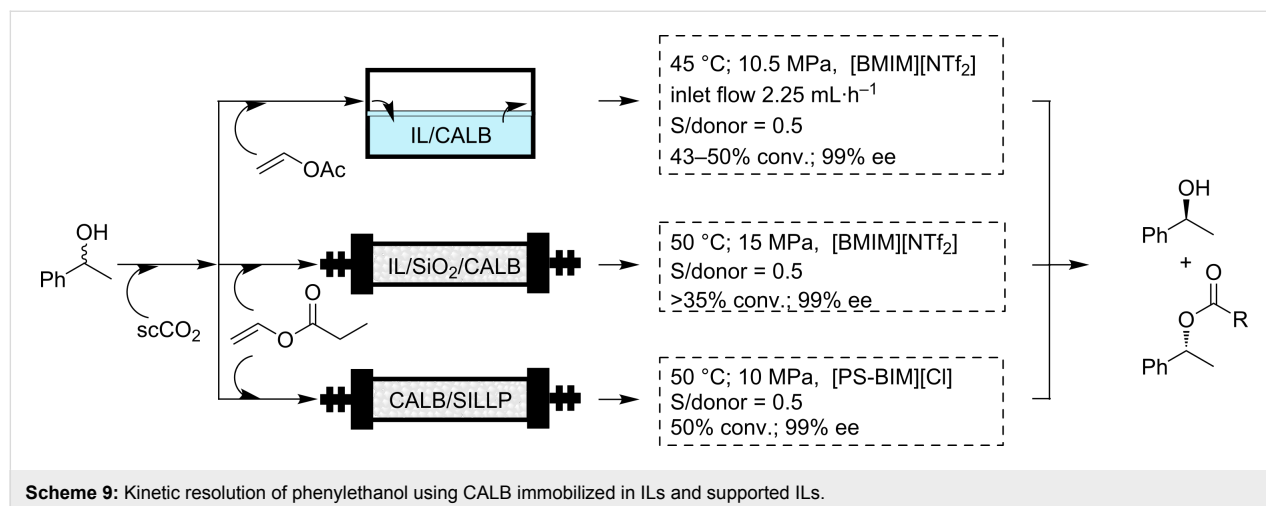 OH
Ph
scCO₂
OAc
IL/CALB
45 °C; 10.5 MPa, [BMIM][NTf₂]
inlet flow 2.25 mL·h⁻¹
S/donor = 0.5
43–50% conv.; 99% ee
IL/SiO₂/CALB
O
O
50 °C; 15 MPa, [BMIM][NTf₂]
S/donor = 0.5
>35% conv.; 99% ee
CALB/SILLP
50 °C; 10 MPa, [PS-BIM][Cl]
S/donor = 0.5
50% conv.; 99% ee
OH
Ph
+
O
O
R
Ph
Scheme 9: Kinetic resolution of phenylethanol using CALB immobilized in ILs and supported ILs.